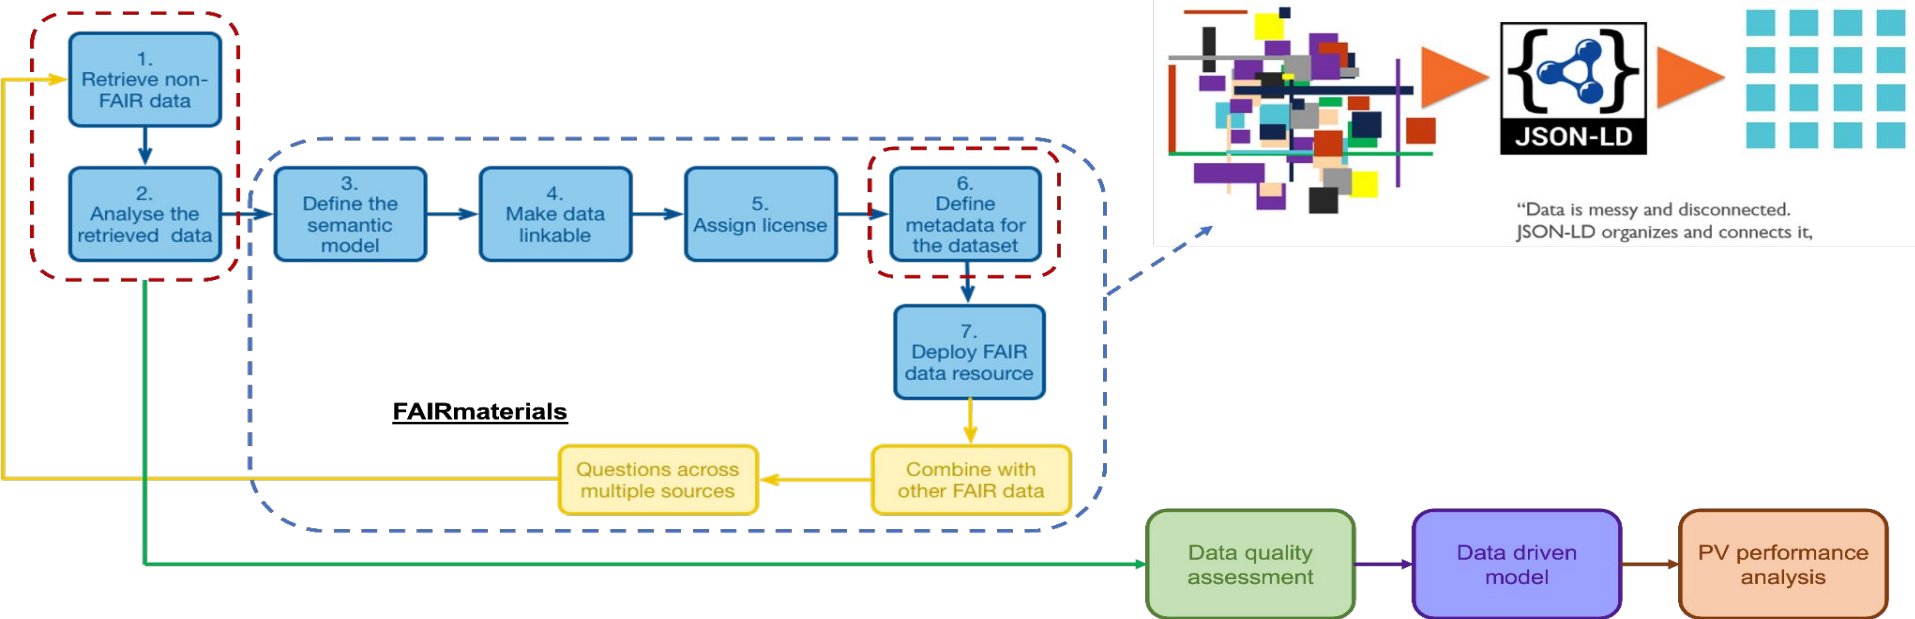 1.
Retrieve non-
FAIR data
2.
Analyse the
retrieved data
3.
Define the
semantic
model
4.
Make data
linkable
5.
Assign license
6.
Define
metadata for
the dataset
7.
Deploy FAIR
data resource
FAIRmaterials
Questions across
multiple sources
Combine with
other FAIR data
{ }
JSON-LD
“Data is messy and disconnected.
JSON-LD organizes and connects it,
Data quality
assessment
Data driven
model
PV performance
analysis